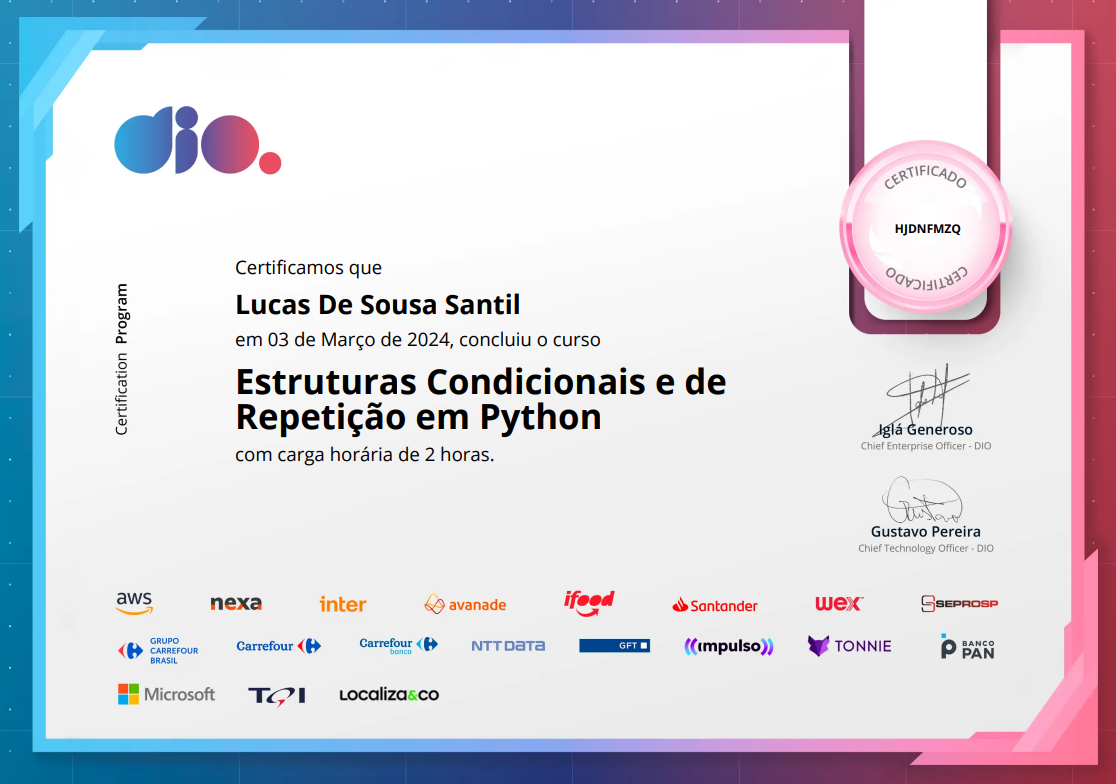 dio.
CERTIFICADO
HJDNFMZQ
CERTIFICADO
Certification Program
Certificamos que
Lucas De Sousa Santil
em 03 de Março de 2024, concluiu o curso
Estruturas Condicionais e de
Repetição em Python
com carga horária de 2 horas.
Iglá Generoso
Chief Enterprise Officer - DIO
Gustavo
Gustavo Pereira
Chief Technology Officer - DIO
aws nexa inter avanade ifood Santander wex SEPROSP
GRUPO
CARREFOUR
BRASIL
Carrefour
Carrefour
banco
NTT DATA
GFT
impulso
TONNIE
BANCO
PAN
Microsoft TQI Localiza&co